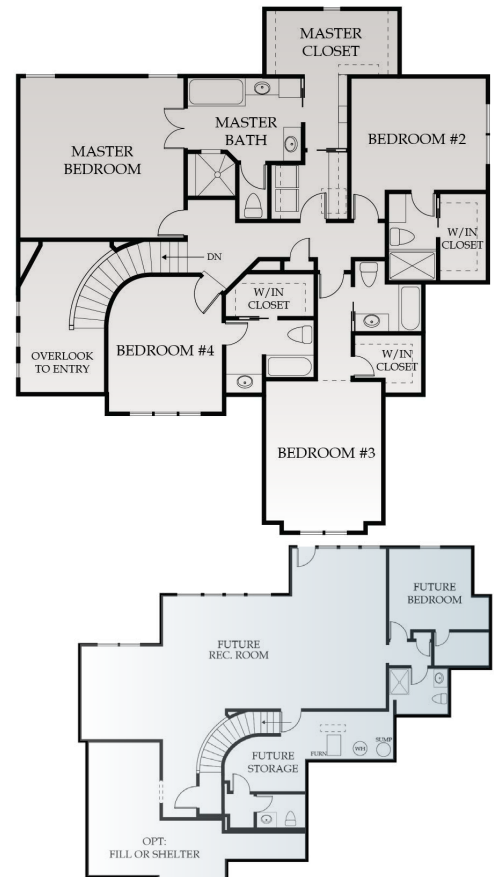 MASTER
CLOSET
MASTER
BATH
BEDROOM #2
MASTER
BEDROOM
W/IN
CLOSET
DN
W/IN
CLOSET
OVERLOOK
TO ENTRY
BEDROOM #4
W/IN
CLOSET
BEDROOM #3
FUTURE
BEDROOM
FUTURE
REC. ROOM
FUTURE
STORAGE
FURN
WH
SUMP
OPT:
FILL OR SHELTER